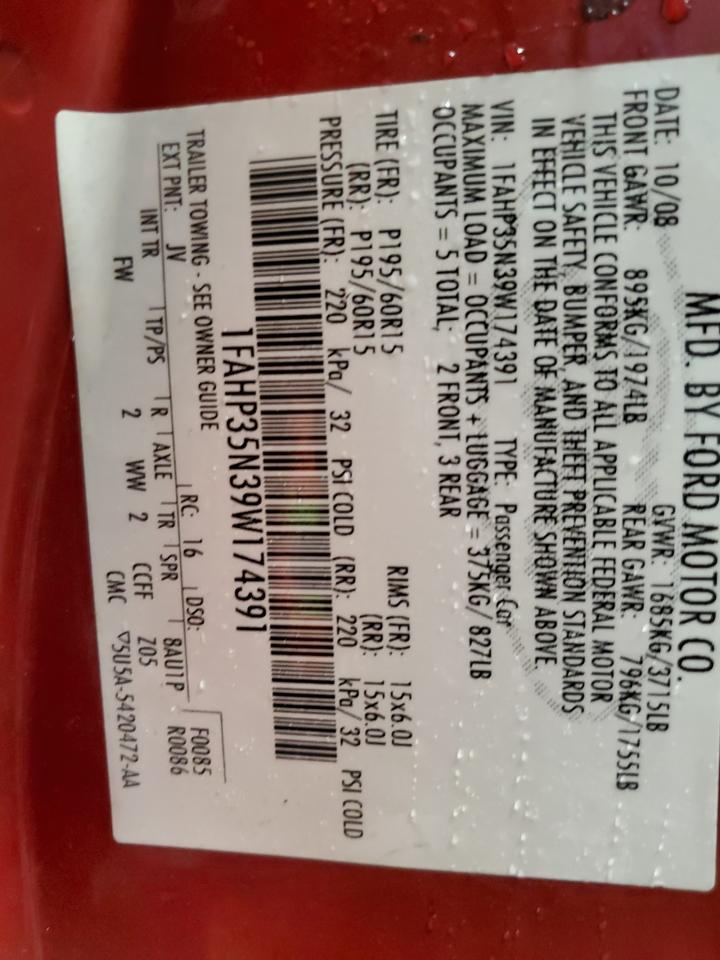 MFD. BY FORD MOTOR CO.
DATE: 10/08 GVWR: 1685KG/3715LB
FRONT GAWR: 895KG/1974LB REAR GAWR: 796KG/1755LB
THIS VEHICLE CONFORMS TO ALL APPLICABLE FEDERAL MOTOR
VEHICLE SAFETY, BUMPER, AND THEFT PREVENTION STANDARDS
IN EFFECT ON THE DATE OF MANUFACTURE SHOWN ABOVE.
VIN: 1FAHP35N39W174391 TYPE: Passenger Car
MAXIMUM LOAD = OCCUPANTS + LUGGAGE = 375KG/827LB
OCCUPANTS = 5 TOTAL; 2 FRONT, 3 REAR
TIRE (FR): P195/60R15 RIMS (FR): 15x6.0J
(RR): P195/60R15 (RR): 15x6.0J
PRESSURE (FR): 220 kPa/ 32 PSI COLD (RR): 220 kPa/ 32 PSI COLD
1FAHP35N39W174391
TRAILER TOWING - SEE OWNER GUIDE
EXT PNT: JV RC: 16 DSO: F0085
R0086
INT TR TP/PS R AXLE TR SPR 8AU1P
FW 2 WW 2 CCFF Z05
CMC ▽5U5A-5420472-AA